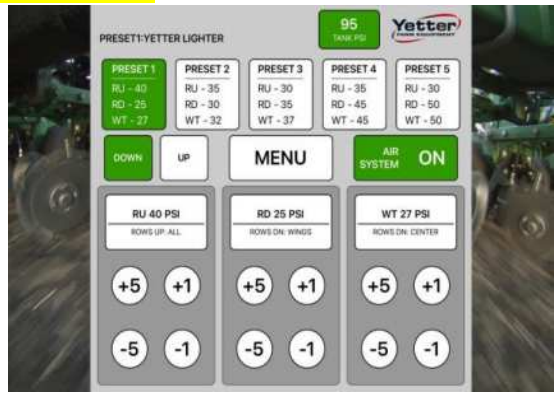 PRESET1:YETTER LIGHTER
95
TANK PSI
Yetter
FARM EQUIPMENT
PRESET 1
RU - 40
RD - 25
WT - 27
PRESET 2
RU - 35
RD - 30
WT - 32
PRESET 3
RU - 30
RD - 35
WT - 37
PRESET 4
RU - 35
RD - 45
WT - 45
PRESET 5
RU - 30
RD - 50
WT - 50
DOWN
UP
MENU
AIR SYSTEM ON
RU 40 PSI
ROWS UP: ALL
RD 25 PSI
ROWS ON: WINGS
WT 27 PSI
ROWS ON: CENTER
+5 +1
+5 +1
+5 +1
-5 -1
-5 -1
-5 -1